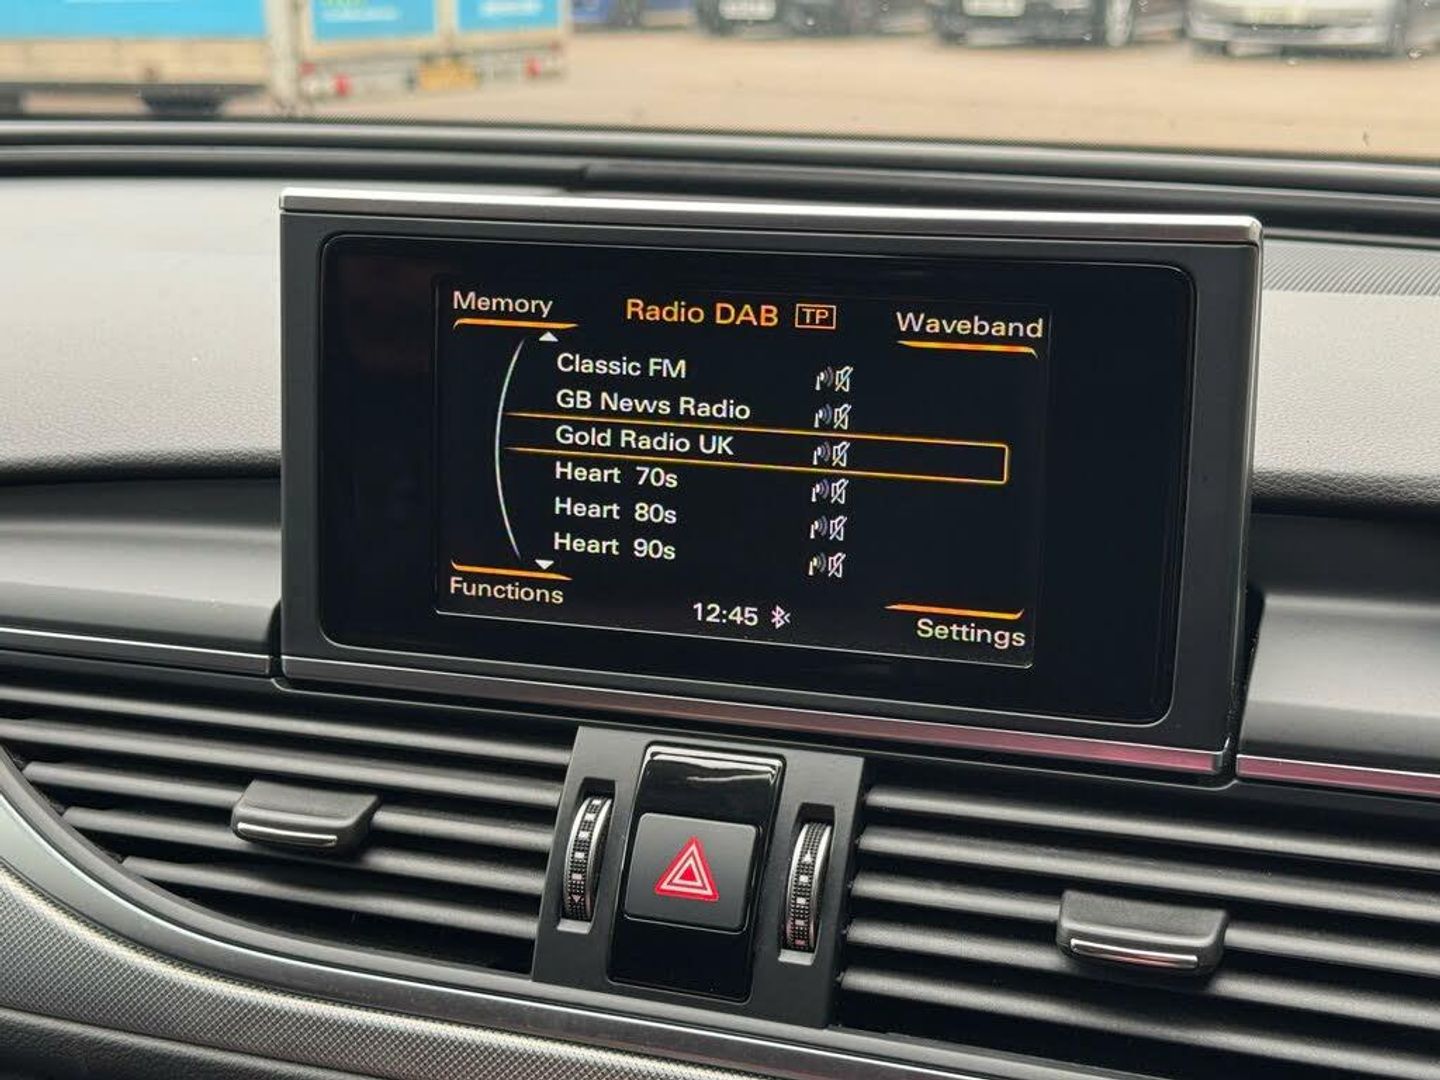 Memory
Radio DAB TP
Waveband
Classic FM
GB News Radio
Gold Radio UK
Heart 70s
Heart 80s
Heart 90s
Functions
12:45
Settings